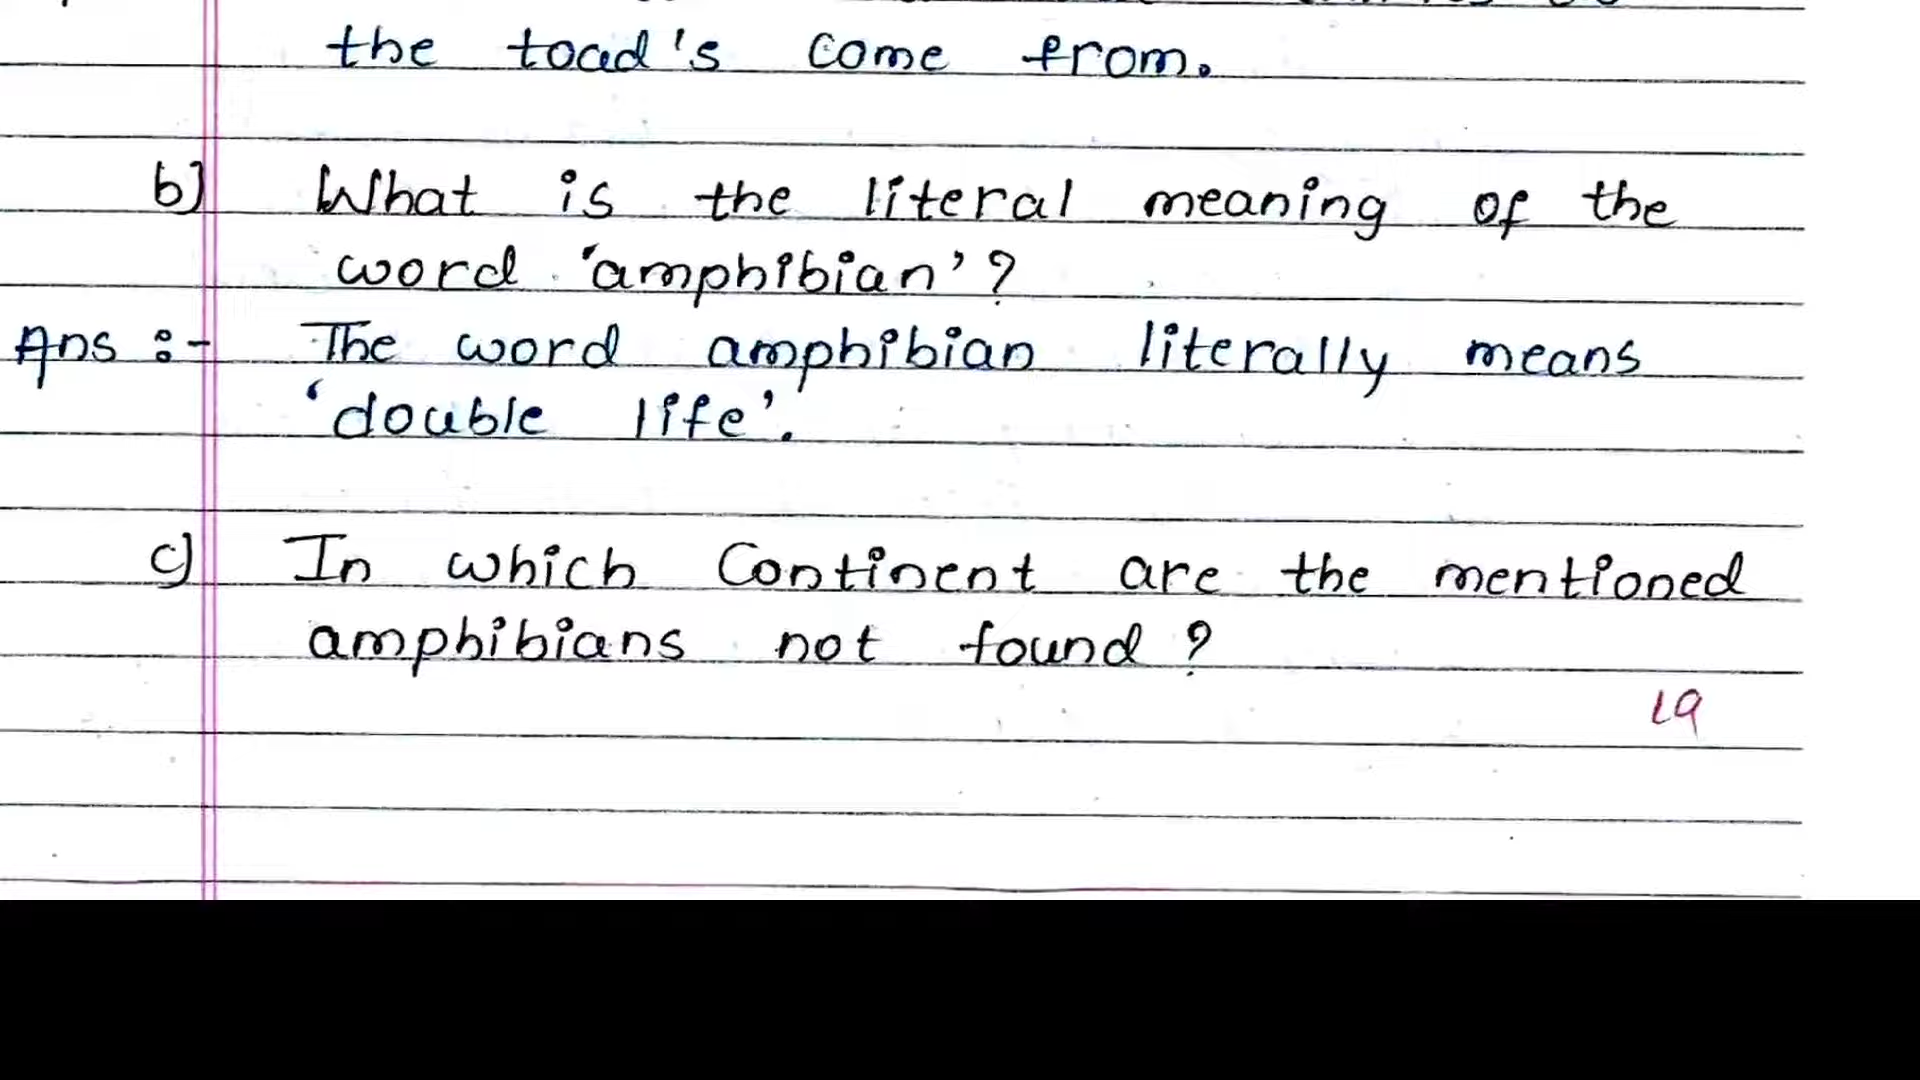 the toad's come from.
b) What is the literal meaning of the
word 'amphibian'?
Ans :- The word amphibian literally means
'double life'.
c) In which Continent are the mentioned
amphibians not found?
19